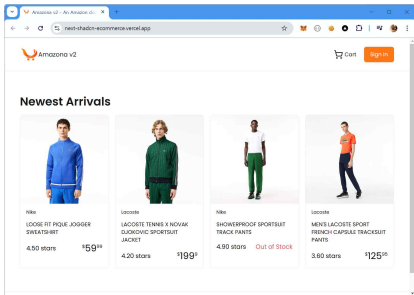 Amazona v2 - An Amazon cl
next-shadcn-ecommerce.vercel.app
Amazona v2
Cart
Sign In
Newest Arrivals
Nike
LOOSE FIT PIQUE JOGGER
SWEATSHIRT
4.50 stars
$59⁹⁹
Lacoste
LACOSTE TENNIS X NOVAK
DJOKOVIC SPORTSUIT
JACKET
4.20 stars
$199⁹
Nike
SHOWERPROOF SPORTSUIT
TRACK PANTS
4.90 stars
Out of Stock
Lacoste
MEN'S LACOSTE SPORT
FRENCH CAPSULE TRACKSUIT
PANTS
3.60 stars
$125⁹⁵